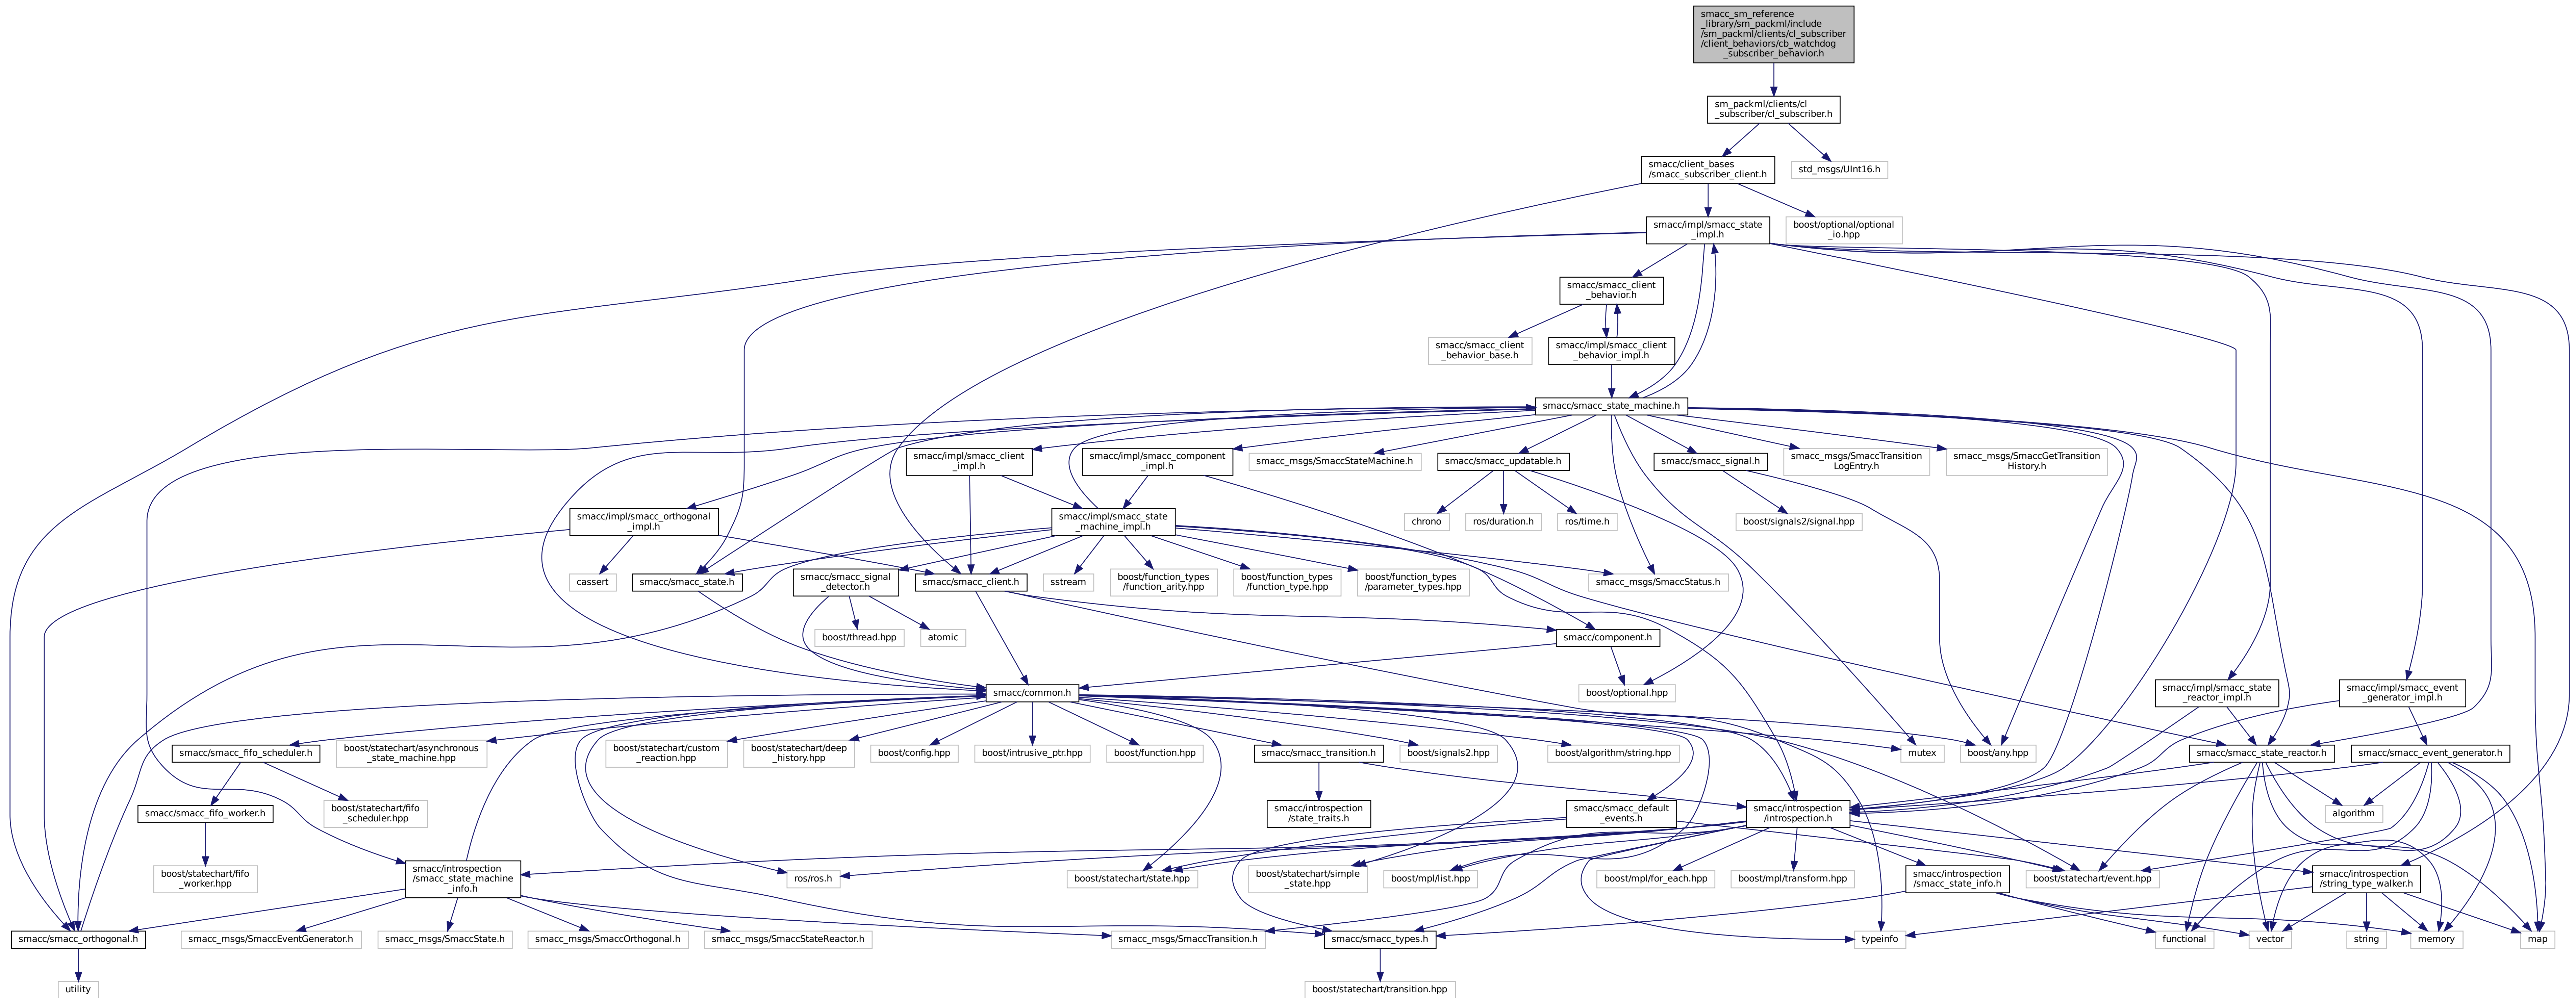 smacc_sm_reference
_library/sm_packml/include
/sm_packml/clients/cl_subscriber
/client_behaviors/cb_watchdog
_subscriber_behavior.h
sm_packml/clients/cl
_subscriber/cl_subscriber.h
smacc/client_bases
/smacc_subscriber_client.h
std_msgs/UInt16.h
smacc/impl/smacc_state
_impl.h
boost/optional/optional
_io.hpp
smacc/smacc_client
_behavior.h
smacc/smacc_client
_behavior_base.h
smacc/impl/smacc_client
_behavior_impl.h
smacc/smacc_state_machine.h
smacc/impl/smacc_client
_impl.h
smacc/impl/smacc_component
_impl.h
smacc_msgs/SmaccStateMachine.h
smacc/smacc_updatable.h
smacc/smacc_signal.h
smacc_msgs/SmaccTransition
LogEntry.h
smacc_msgs/SmaccGetTransition
History.h
smacc/impl/smacc_orthogonal
_impl.h
smacc/impl/smacc_state
_machine_impl.h
chrono
ros/duration.h
ros/time.h
boost/signals2/signal.hpp
cassert
smacc/smacc_state.h
smacc/smacc_signal
_detector.h
smacc/smacc_client.h
sstream
boost/function_types
/function_arity.hpp
boost/function_types
/function_type.hpp
boost/function_types
/parameter_types.hpp
smacc_msgs/SmaccStatus.h
boost/thread.hpp
atomic
smacc/component.h
smacc/common.h
boost/optional.hpp
smacc/impl/smacc_state
_reactor_impl.h
smacc/impl/smacc_event
_generator_impl.h
smacc/smacc_fifo_scheduler.h
boost/statechart/asynchronous
_state_machine.hpp
boost/statechart/custom
_reaction.hpp
boost/statechart/deep
_history.hpp
boost/config.hpp
boost/intrusive_ptr.hpp
boost/function.hpp
smacc/smacc_transition.h
boost/signals2.hpp
boost/algorithm/string.hpp
mutex
boost/any.hpp
smacc/smacc_state_reactor.h
smacc/smacc_event_generator.h
smacc/smacc_fifo_worker.h
boost/statechart/fifo
_scheduler.hpp
smacc/introspection
/state_traits.h
smacc/smacc_default
_events.h
smacc/introspection
/introspection.h
algorithm
boost/statechart/fifo
_worker.hpp
smacc/introspection
/smacc_state_machine
_info.h
ros/ros.h
boost/statechart/state.hpp
boost/statechart/simple
_state.hpp
boost/mpl/list.hpp
boost/mpl/for_each.hpp
boost/mpl/transform.hpp
smacc/introspection
/smacc_state_info.h
boost/statechart/event.hpp
smacc/introspection
/string_type_walker.h
smacc/smacc_orthogonal.h
smacc_msgs/SmaccEventGenerator.h
smacc_msgs/SmaccState.h
smacc_msgs/SmaccOrthogonal.h
smacc_msgs/SmaccStateReactor.h
smacc_msgs/SmaccTransition.h
smacc/smacc_types.h
typeinfo
functional
vector
string
memory
map
utility
boost/statechart/transition.hpp